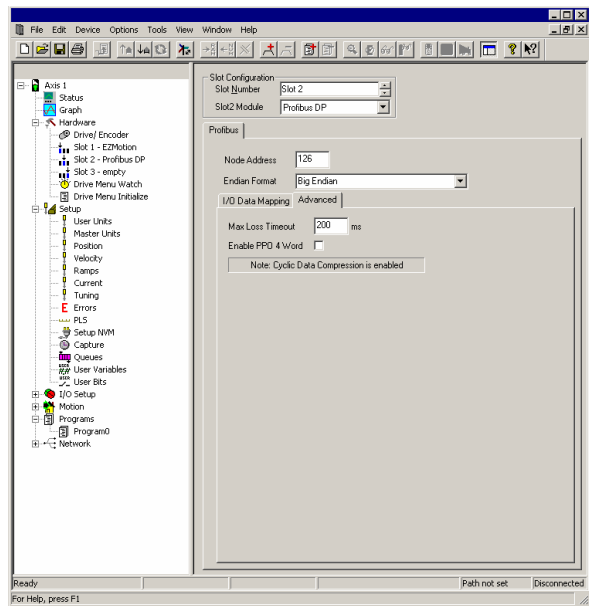 File Edit Device Options Tools View Window Help
Axis 1
Status
Graph
Hardware
Drive/ Encoder
Slot 1 - EZMotion
Slot 2 - Profibus DP
Slot 3 - empty
Drive Menu Watch
Drive Menu Initialize
Setup
User Units
Master Units
Position
Velocity
Ramps
Current
Tuning
E Errors
PLS
Setup NVM
Capture
Queues
User Variables
User Bits
I/O Setup
Motion
Programs
Program0
Network
Slot Configuration
Slot Number Slot 2
Slot2 Module Profibus DP
Profibus
Node Address 126
Endian Format Big Endian
I/O Data Mapping Advanced
Max Loss Timeout 200 ms
Enable PPO 4 Word
Note: Cyclic Data Compression is enabled
Ready Path not set Disconnected
For Help, press F1